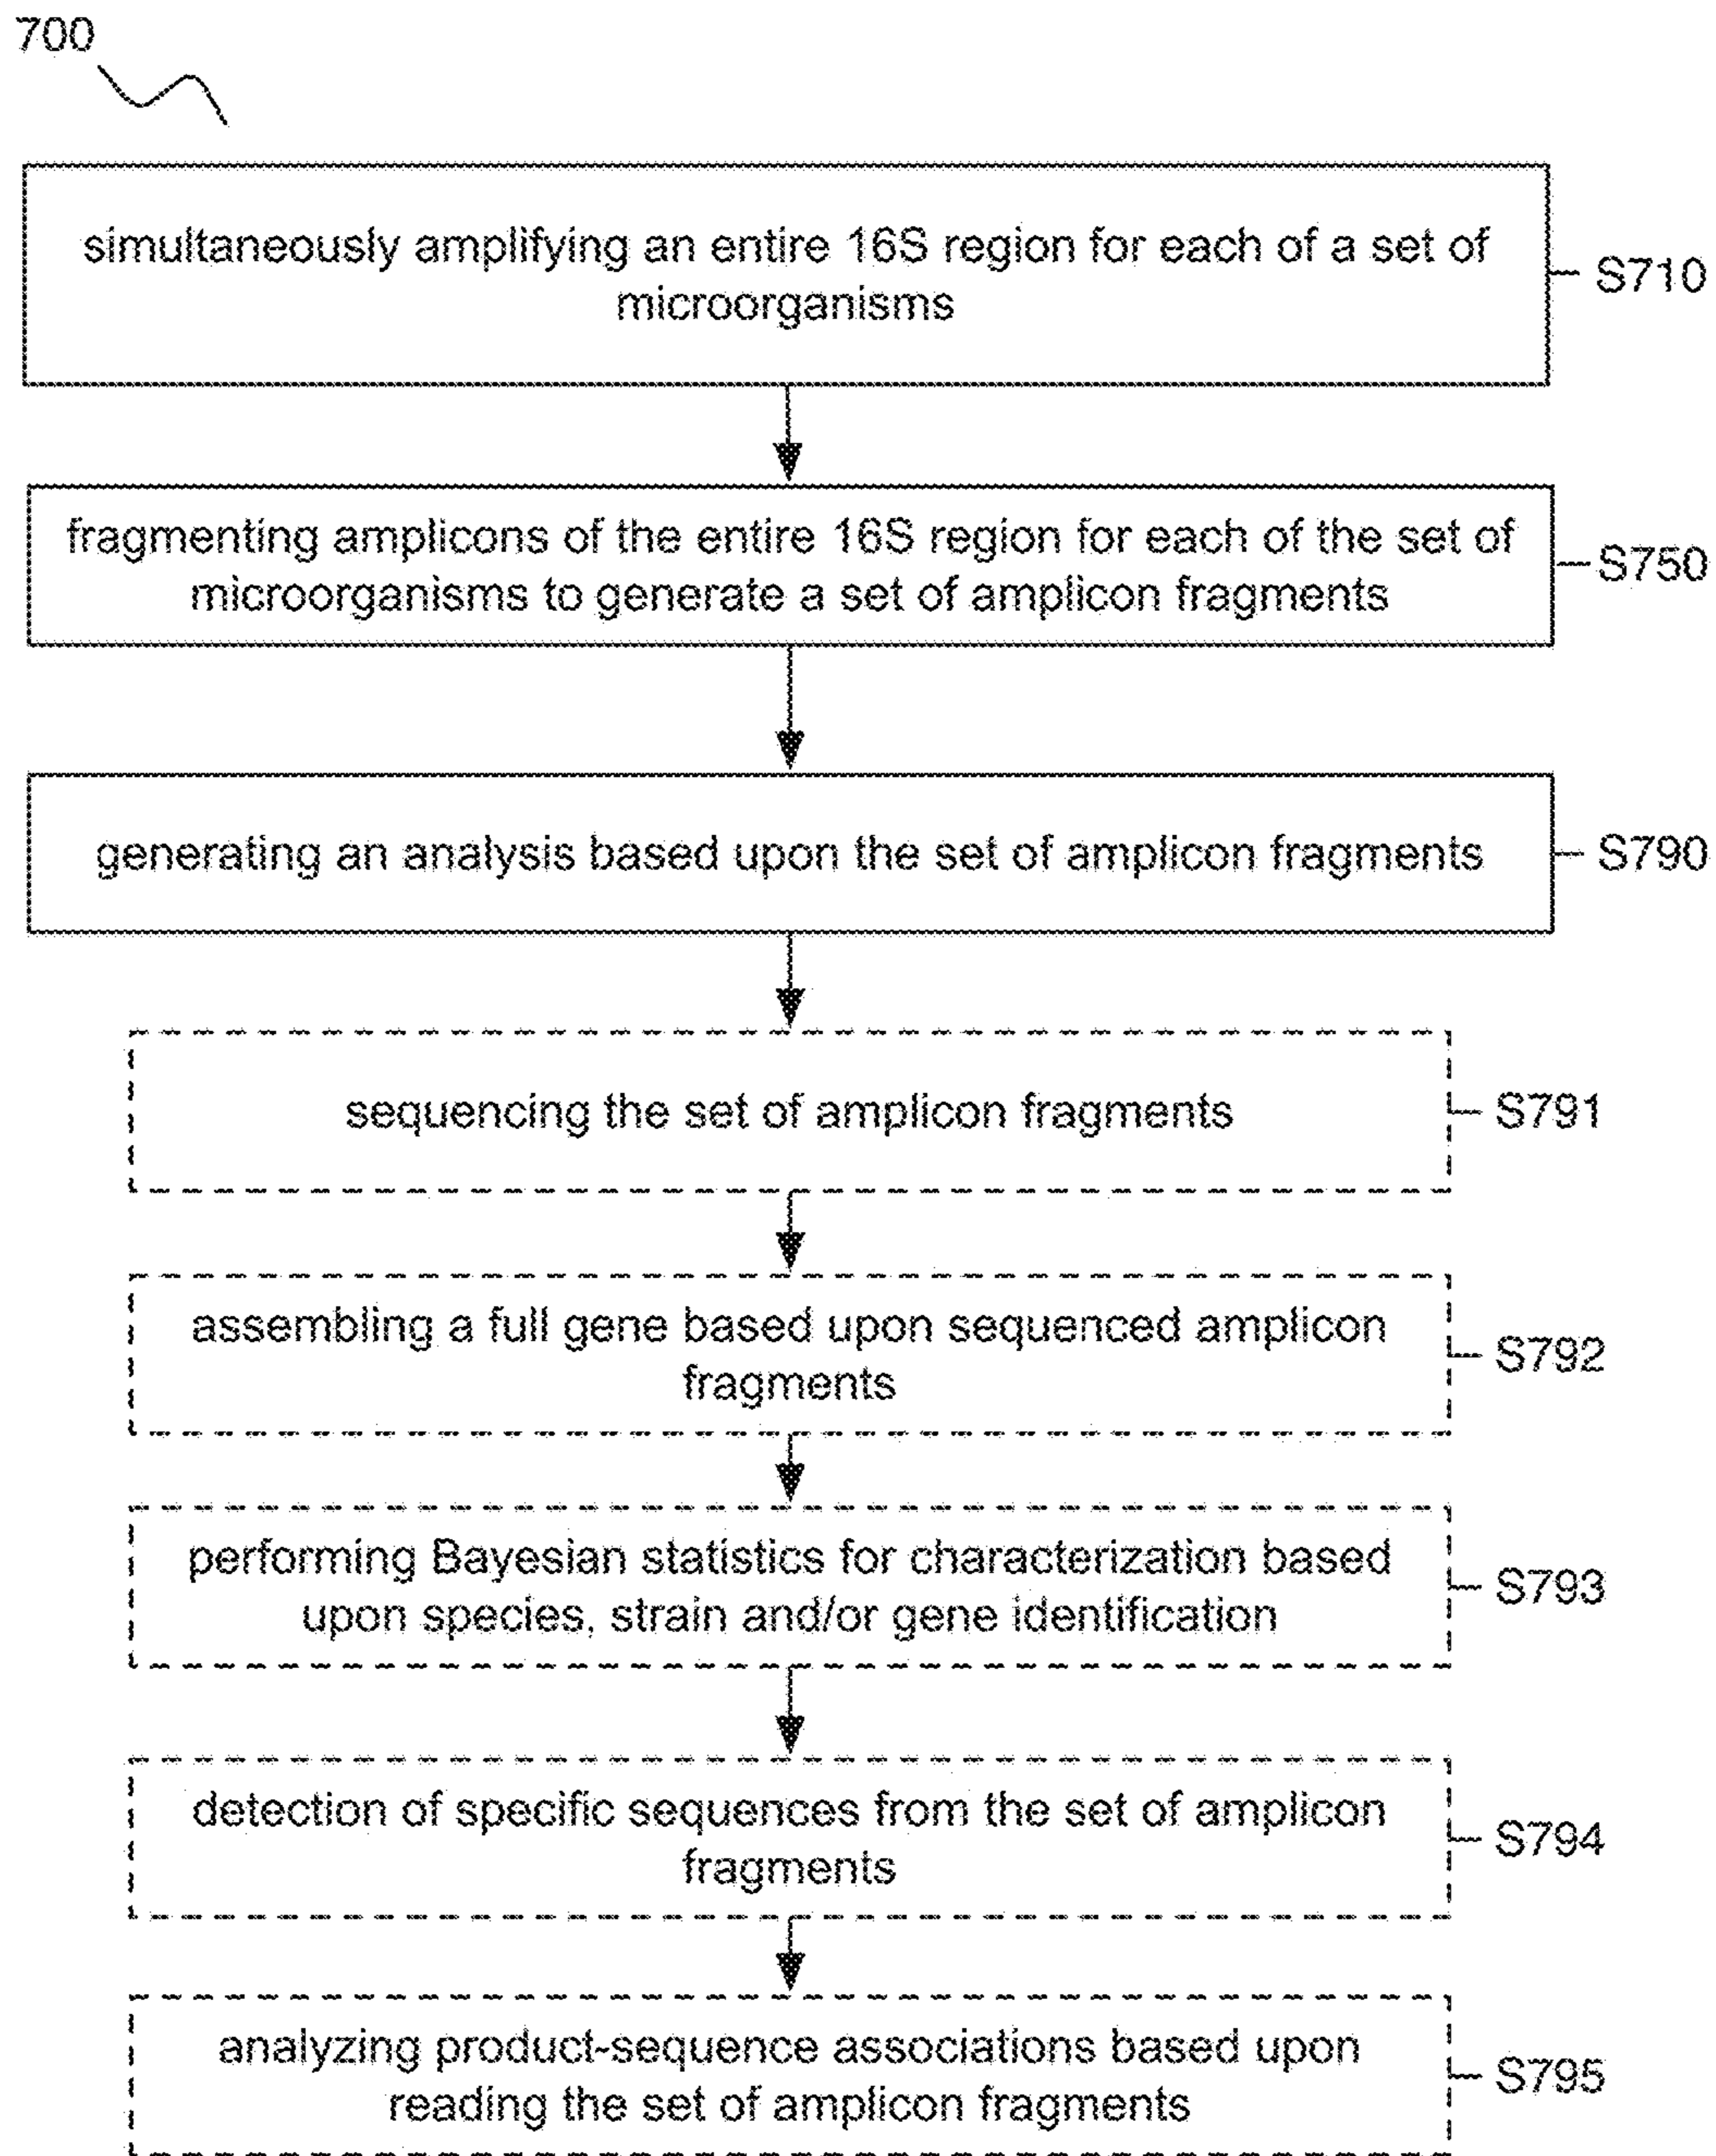 700
simultaneously amplifying an entire 16S region for each of a set of
microorganisms
S710
fragmenting amplicons of the entire 16S region for each of the set of
microorganisms to generate a set of amplicon fragments
S750
generating an analysis based upon the set of amplicon fragments
S790
sequencing the set of amplicon fragments
S791
assembling a full gene based upon sequenced amplicon
fragments
S792
performing Bayesian statistics for characterization based
upon species, strain and/or gene identification
S793
detection of specific sequences from the set of amplicon
fragments
S794
analyzing product-sequence associations based upon
reading the set of amplicon fragments
S795